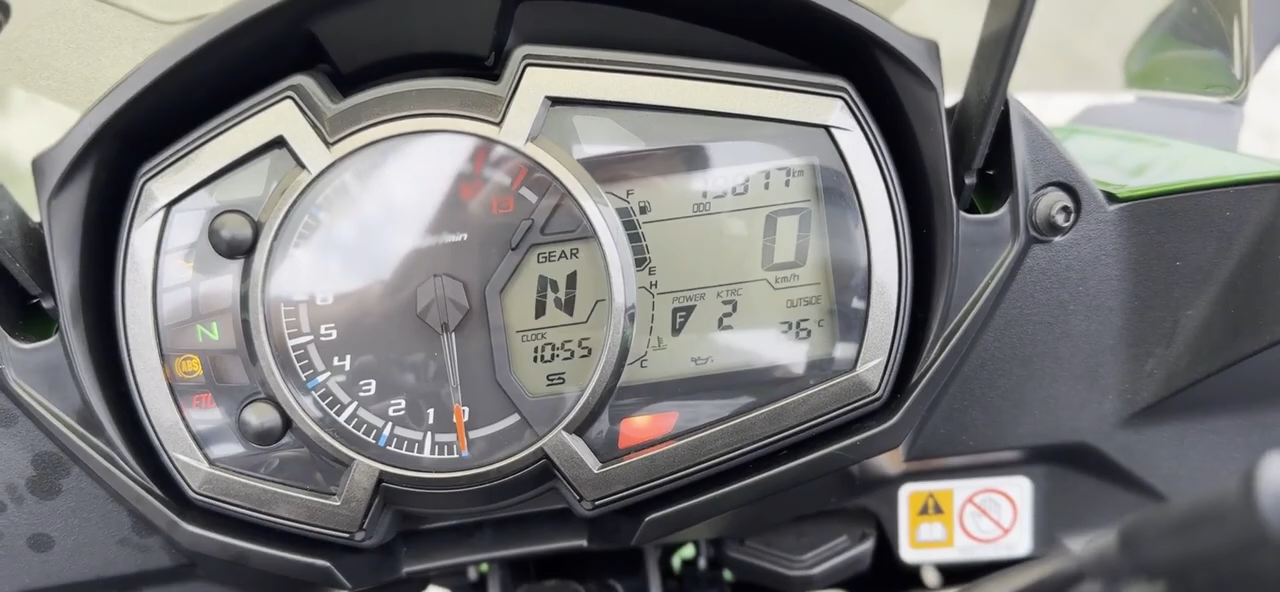 13
GEAR
N
CLOCK
10:55
S
5
4
3
2
1
0
N
ABS
F
E
H
C
ODO
19877 km
0
km/h
POWER
F
KTRC
2
OUTSIDE
26 °C